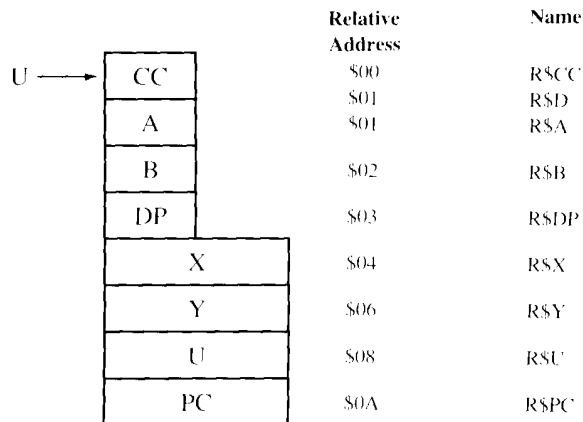 Relative Address Name
U CC $00 R$CC
$01 R$D
A $01 R$A
B $02 R$B
DP $03 R$DP
X $04 R$X
Y $06 R$Y
U $08 R$U
PC $0A R$PC